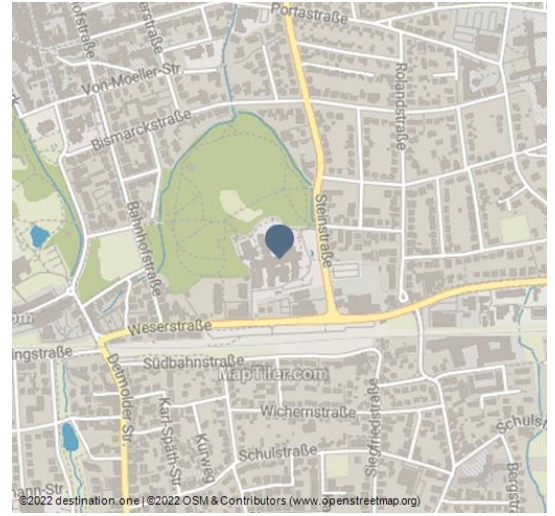 Portastraße
Von-Moeller-Str.
Bismarckstraße
Rolandstraße
Bahnhofstraße
Steinstraße
Weserstraße
Südbahnstraße
Detmolder Str.
MapTiler.com
Karl-Späth-Str.
Kurweg
Wichernstraße
Siegfriedstraße
Schulstraße
Schulstr
Bergstr
©2022 destination.one | ©2022 OSM & Contributors (www.openstreetmap.org)